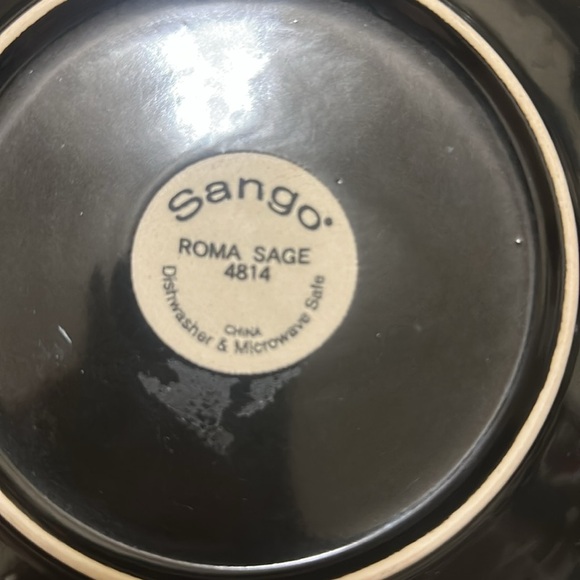 Sango®
ROMA SAGE
4814
CHINA
Dishwasher & Microwave Safe